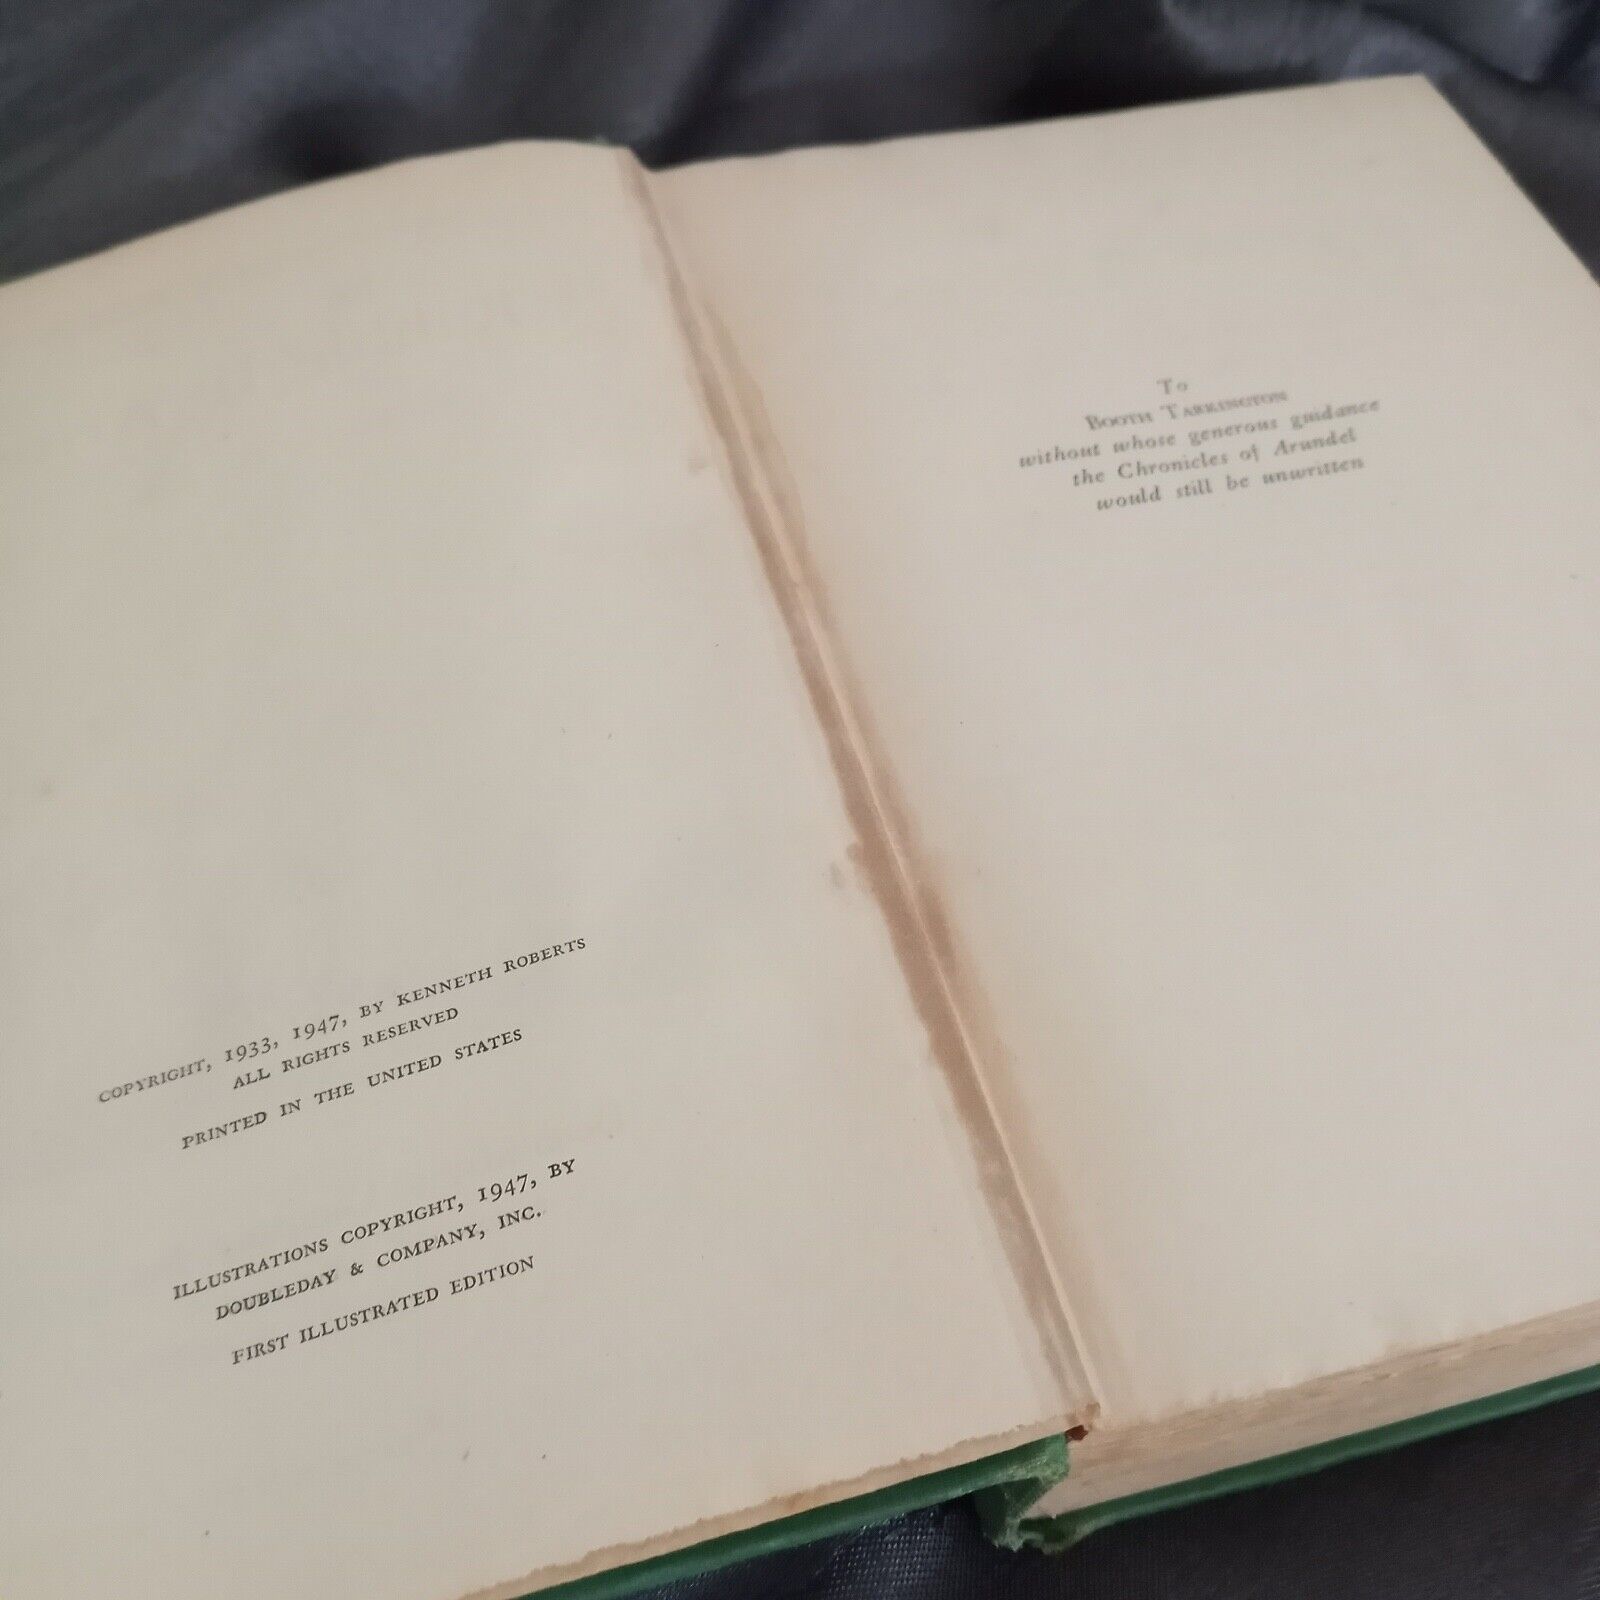 COPYRIGHT, 1933, 1947, BY KENNETH ROBERTS
ALL RIGHTS RESERVED
PRINTED IN THE UNITED STATES
ILLUSTRATIONS COPYRIGHT, 1947, BY
DOUBLEDAY & COMPANY, INC.
FIRST ILLUSTRATED EDITION
To
BOOTH TARKINGTON
without whose generous guidance
the Chronicles of Arundel
would still be unwritten